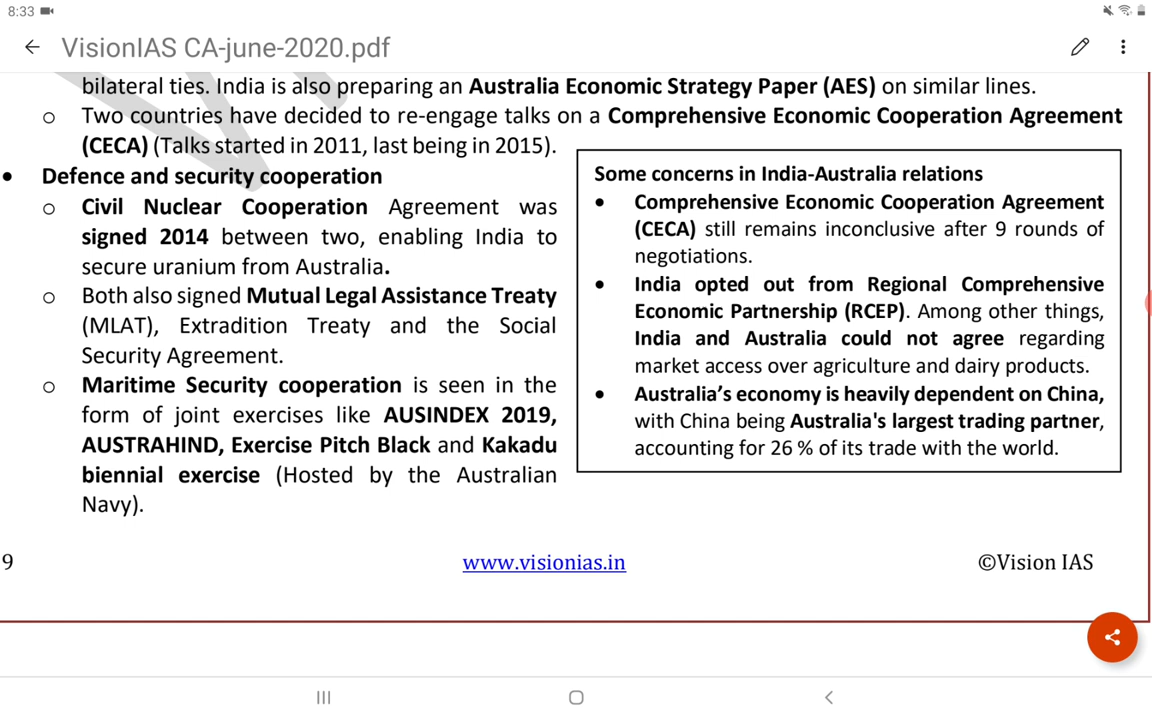 8:33
VisionIAS CA-june-2020.pdf
bilateral ties. India is also preparing an Australia Economic Strategy Paper (AES) on similar lines.
o Two countries have decided to re-engage talks on a Comprehensive Economic Cooperation Agreement
(CECA) (Talks started in 2011, last being in 2015).
• Defence and security cooperation
o Civil Nuclear Cooperation Agreement was
signed 2014 between two, enabling India to
secure uranium from Australia.
o Both also signed Mutual Legal Assistance Treaty
(MLAT), Extradition Treaty and the Social
Security Agreement.
o Maritime Security cooperation is seen in the
form of joint exercises like AUSINDEX 2019,
AUSTRAHIND, Exercise Pitch Black and Kakadu
biennial exercise (Hosted by the Australian
Navy).
Some concerns in India-Australia relations
• Comprehensive Economic Cooperation Agreement
(CECA) still remains inconclusive after 9 rounds of
negotiations.
• India opted out from Regional Comprehensive
Economic Partnership (RCEP). Among other things,
India and Australia could not agree regarding
market access over agriculture and dairy products.
• Australia’s economy is heavily dependent on China,
with China being Australia's largest trading partner,
accounting for 26 % of its trade with the world.
9
www.visionias.in
©Vision IAS